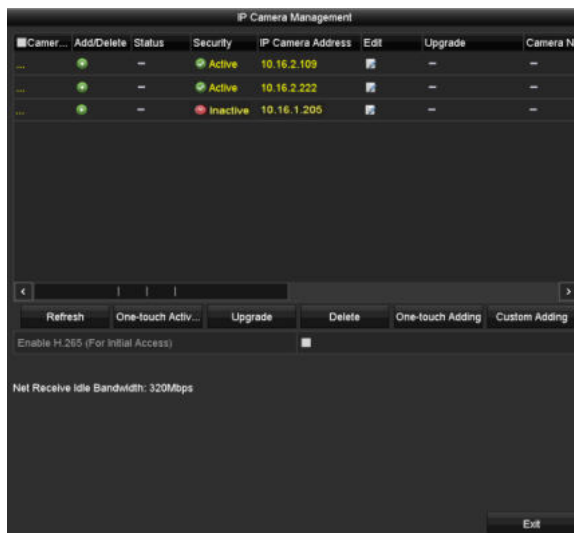 IP Camera Management
Camer... Add/Delete Status Security IP Camera Address Edit Upgrade Camera N
... – Active 10.16.2.109 – –
... – Active 10.16.2.222 – –
... – Inactive 10.16.1.205 – –
Refresh One-touch Activ... Upgrade Delete One-touch Adding Custom Adding
Enable H.265 (For Initial Access)
Net Receive Idle Bandwidth: 320Mbps
Exit